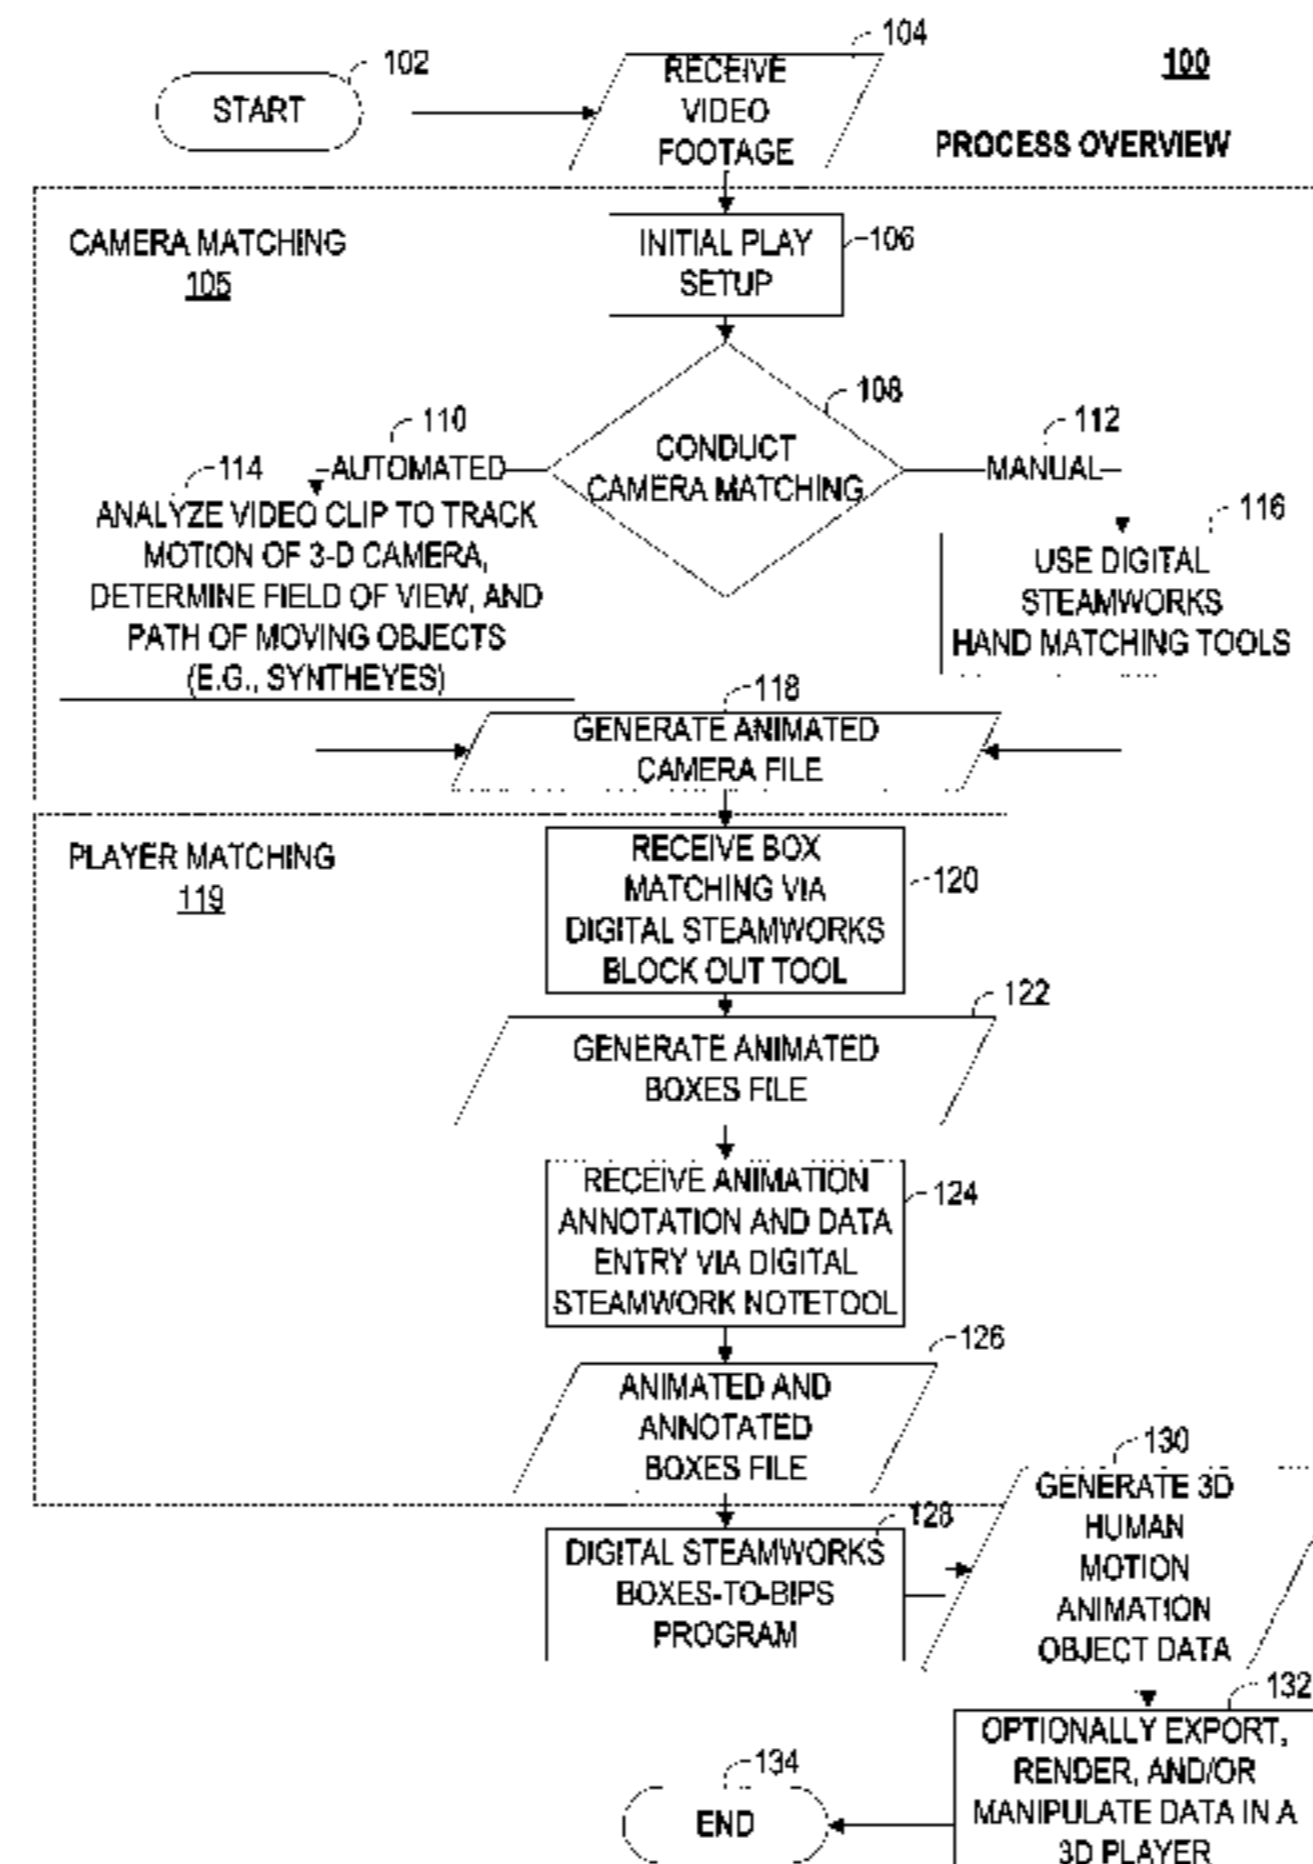 102
START
104
RECEIVE
VIDEO
FOOTAGE
100
PROCESS OVERVIEW
CAMERA MATCHING
105
INITIAL PLAY
SETUP
106
108
CONDUCT
CAMERA MATCHING
110
AUTOMATED
112
MANUAL
114
ANALYZE VIDEO CLIP TO TRACK
MOTION OF 3-D CAMERA,
DETERMINE FIELD OF VIEW, AND
PATH OF MOVING OBJECTS
(E.G., SYNTHEYES)
116
USE DIGITAL
STEAMWORKS
HAND MATCHING TOOLS
118
GENERATE ANIMATED
CAMERA FILE
PLAYER MATCHING
119
RECEIVE BOX
MATCHING VIA
DIGITAL STEAMWORKS
BLOCK OUT TOOL
120
122
GENERATE ANIMATED
BOXES FILE
RECEIVE ANIMATION
ANNOTATION AND DATA
ENTRY VIA DIGITAL
STEAMWORK NOTETOOL
124
126
ANIMATED AND
ANNOTATED
BOXES FILE
128
DIGITAL STEAMWORKS
BOXES-TO-BIPS
PROGRAM
130
GENERATE 3D
HUMAN
MOTION
ANIMATION
OBJECT DATA
132
OPTIONALLY EXPORT,
RENDER, AND/OR
MANIPULATE DATA IN A
3D PLAYER
134
END